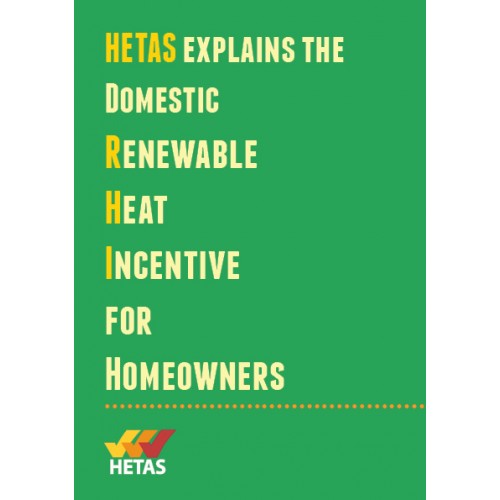 HETAS EXPLAINS THE
DOMESTIC
RENEWABLE
HEAT
INCENTIVE
FOR
HOMEOWNERS
HETAS